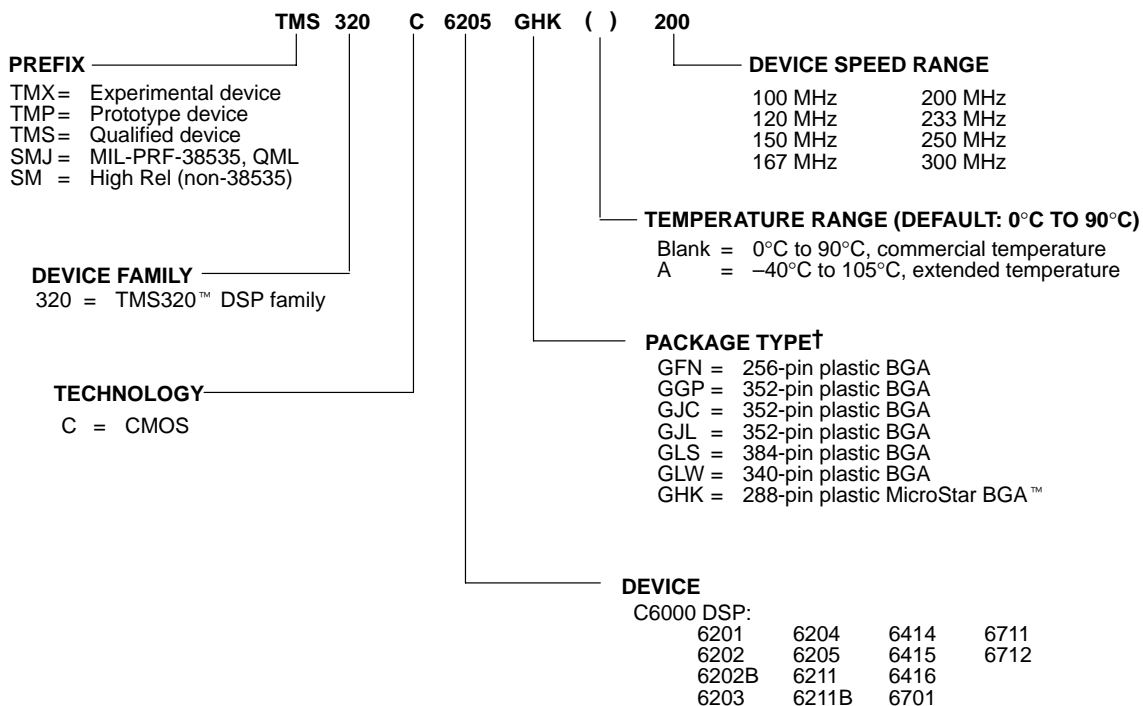 TMS 320 C 6205 GHK ( ) 200
PREFIX
TMX = Experimental device
TMP = Prototype device
TMS = Qualified device
SMJ = MIL-PRF-38535, QML
SM = High Rel (non-38535)
DEVICE SPEED RANGE
100 MHz 200 MHz
120 MHz 233 MHz
150 MHz 250 MHz
167 MHz 300 MHz
TEMPERATURE RANGE (DEFAULT: 0°C TO 90°C)
Blank = 0°C to 90°C, commercial temperature
A = –40°C to 105°C, extended temperature
DEVICE FAMILY
320 = TMS320™ DSP family
PACKAGE TYPE†
GFN = 256-pin plastic BGA
GGP = 352-pin plastic BGA
GJC = 352-pin plastic BGA
GJL = 352-pin plastic BGA
GLS = 384-pin plastic BGA
GLW = 340-pin plastic BGA
GHK = 288-pin plastic MicroStar BGA™
TECHNOLOGY
C = CMOS
DEVICE
C6000 DSP:
6201 6204 6414 6711
6202 6205 6415 6712
6202B 6211 6416
6203 6211B 6701